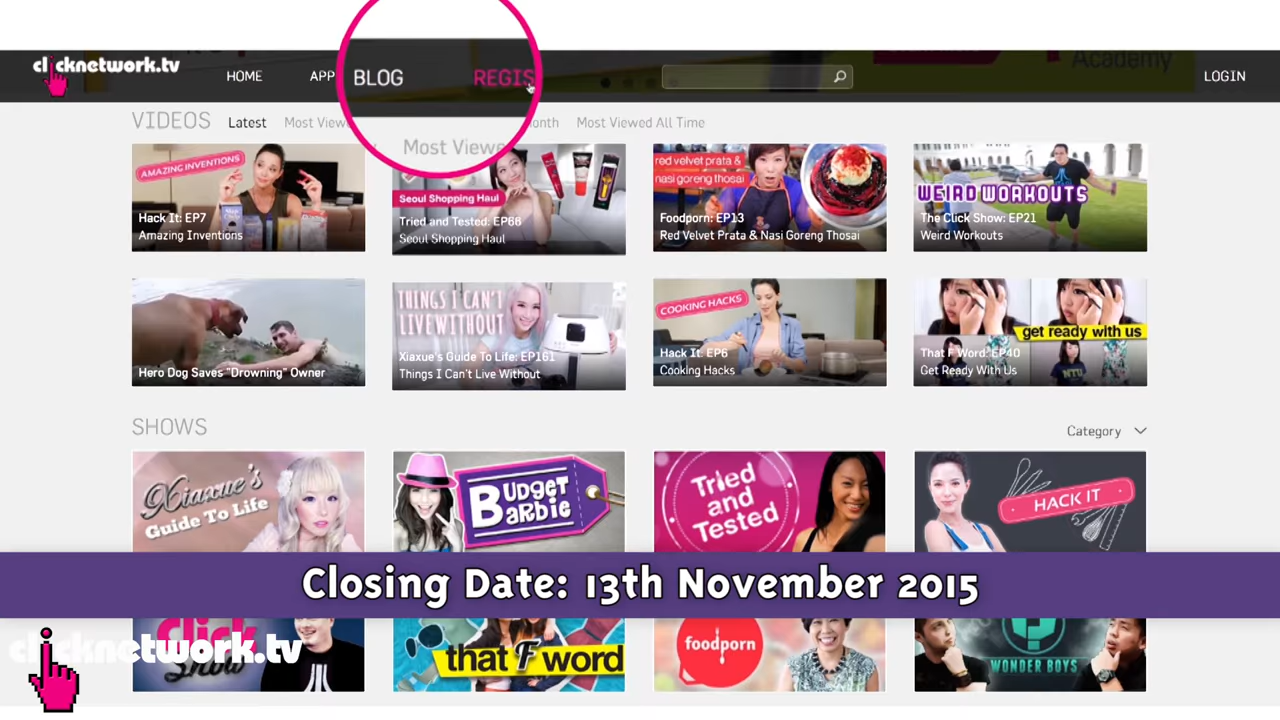 Academy
clicknetwork.tv
HOME
APP
BLOG
REGIS
LOGIN
VIDEOS
Latest
Most Viewe
onth
Most Viewed All Time
Most Viewe
AMAZING INVENTIONS
Hack It: EP7
Amazing Inventions
Seoul Shopping Haul
Tried and Tested: EP66
Seoul Shopping Haul
red velvet prata &
nasi goreng thosai
Foodporn: EP13
Red Velvet Prata & Nasi Goreng Thosai
WEIRD WORKOUTS
The Click Show: EP21
Weird Workouts
Hero Dog Saves "Drowning" Owner
THINGS I CAN'T
LIVE WITHOUT
Xiaxue's Guide To Life: EP161
Things I Can't Live Without
COOKING HACKS
Hack It: EP6
Cooking Hacks
get ready with us
NYU
That F Word: EP40
Get Ready With Us
SHOWS
Category
Xiaxue's
Guide To Life
BUDGET
BARBIE
Tried
and
Tested
HACK IT
Closing Date: 13th November 2015
Click
Show
clicknetwork.tv
that F word
foodporn
WONDER BOYS